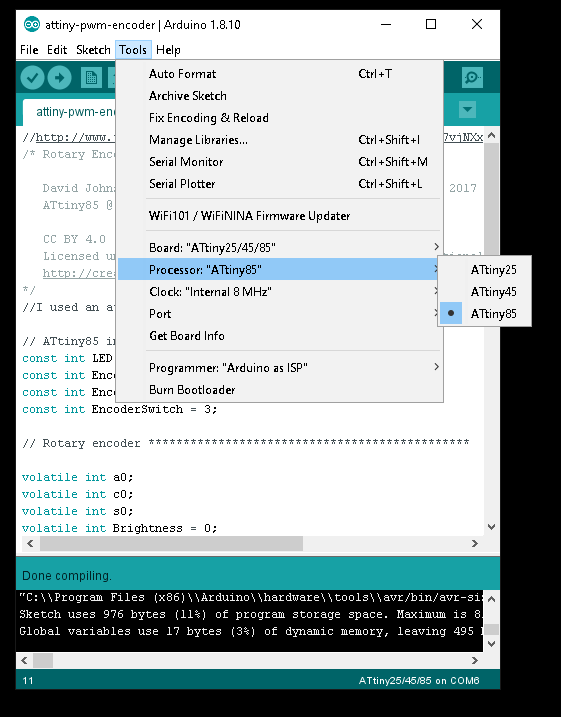 attiny-pwm-encoder | Arduino 1.8.10
File Edit Sketch Tools Help
attiny-pwm-enc
Auto Format Ctrl+T
Archive Sketch
Fix Encoding & Reload
Manage Libraries... Ctrl+Shift+I
Serial Monitor Ctrl+Shift+M
Serial Plotter Ctrl+Shift+L
WiFi101 / WiFiNINA Firmware Updater
Board: "ATtiny25/45/85"
Processor: "ATtiny85"
Clock: "Internal 8 MHz"
Port
Get Board Info
Programmer: "Arduino as ISP"
Burn Bootloader
ATtiny25
ATtiny45
ATtiny85
//http://www. 7vjNXx
/* Rotary Enco
David Johns 2017
ATtiny85 @
CC BY 4.0
Licensed u
http://crea
*/
//I used an at
// ATtiny85 in
const int LED
const int Enco
const int Enco
const int EncoderSwitch = 3;
// Rotary encoder **********************************************
volatile int a0;
volatile int c0;
volatile int s0;
volatile int Brightness = 0;
Done compiling.
"C:\\Program Files (x86)\\Arduino\\hardware\\tools\\avr/bin/avr-si
Sketch uses 976 bytes (11%) of program storage space. Maximum is 8
Global variables use 17 bytes (3%) of dynamic memory, leaving 495
11 ATtiny25/45/85 on COM6